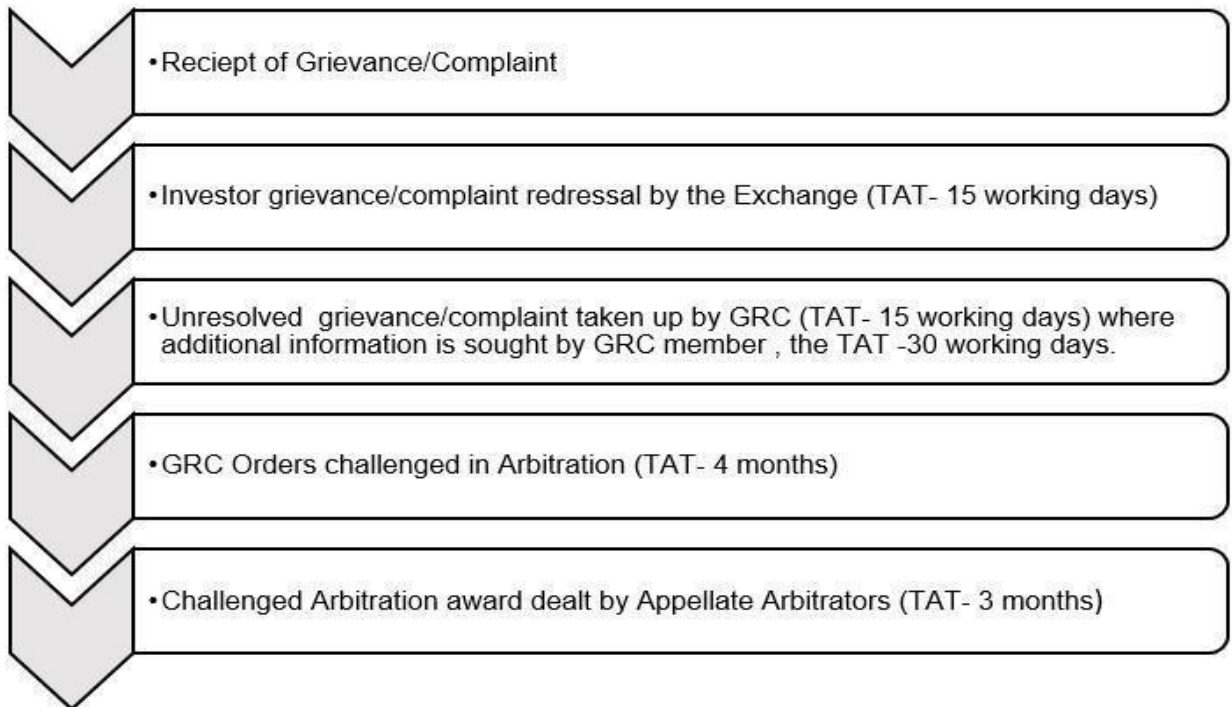 •Reciept of Grievance/Complaint
•Investor grievance/complaint redressal by the Exchange (TAT- 15 working days)
•Unresolved  grievance/complaint taken up by GRC (TAT- 15 working days) where
additional information is sought by GRC member , the TAT -30 working days.
•GRC Orders challenged in Arbitration (TAT- 4 months)
•Challenged Arbitration award dealt by Appellate Arbitrators (TAT- 3 months)